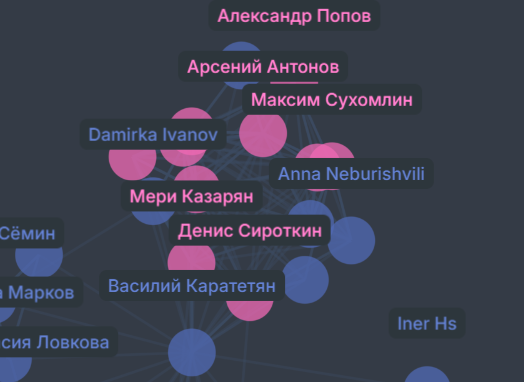 Александр Попов
Арсений Антонов
Максим Сухомлин
Damirka Ivanov
Anna Neburishvili
Мери Казарян
Денис Сироткин
Сёмин
Василий Каратетян
Марков
Iner Hs
Ловкова